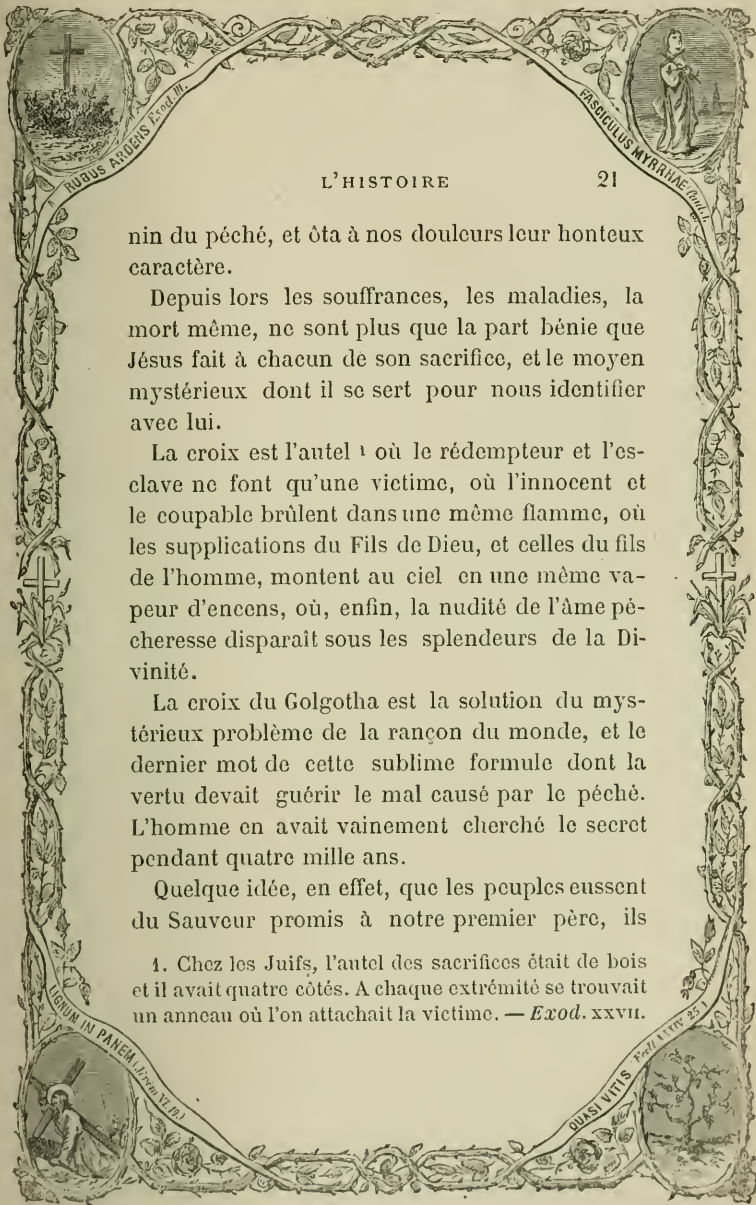 RUBUS ARDENS Exod. III.
FASCICULUS MYRRHAE
L'HISTOIRE 21
nin du péché, et ôta à nos douleurs leur honteux
caractère.
Depuis lors les souffrances, les maladies, la
mort même, ne sont plus que la part bénie que
Jésus fait à chacun de son sacrifice, et le moyen
mystérieux dont il se sert pour nous identifier
avec lui.
La croix est l'autel ¹ où le rédempteur et l'es-
clave ne font qu'une victime, où l'innocent et
le coupable brûlent dans une même flamme, où
les supplications du Fils de Dieu, et celles du fils
de l'homme, montent au ciel en une même va-
peur d'encens, où, enfin, la nudité de l'âme pé-
cheresse disparaît sous les splendeurs de la Di-
vinité.
La croix du Golgotha est la solution du mys-
térieux problème de la rançon du monde, et le
dernier mot de cette sublime formule dont la
vertu devait guérir le mal causé par le péché.
L'homme en avait vainement cherché le secret
pendant quatre mille ans.
Quelque idée, en effet, que les peuples eussent
du Sauveur promis à notre premier père, ils
1. Chez les Juifs, l'autel des sacrifices était de bois
et il avait quatre côtés. A chaque extrémité se trouvait
un anneau où l'on attachait la victime. — Exod. XXVII.
LIGNUM IN PANEM
QUASI VITIS